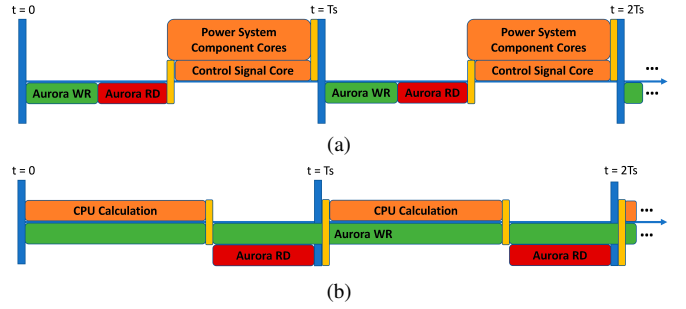 t = 0
t = Ts
t = 2Ts
Power System
Component Cores
Power System
Component Cores
Control Signal Core
Control Signal Core
...
Aurora WR
Aurora RD
Aurora WR
Aurora RD
...
(a)
t = 0
t = Ts
t = 2Ts
CPU Calculation
CPU Calculation
...
Aurora WR
...
Aurora RD
Aurora RD
(b)